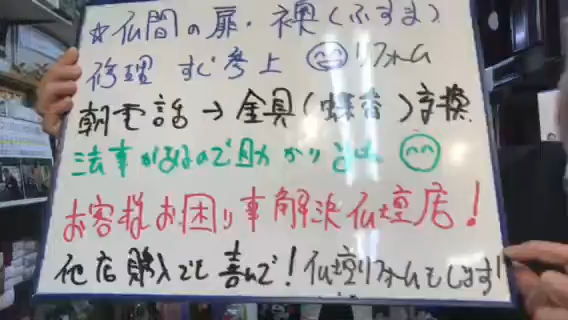 ☆仏間の扉・襖(ふすま)
修理 すぐ参上 リフォーム
朝電話→金具(蝶番)交換
法事があるので助かりました
お客様お困り事解決仏壇店!
他店購入でも喜んで!仏壇リフォームもします!!